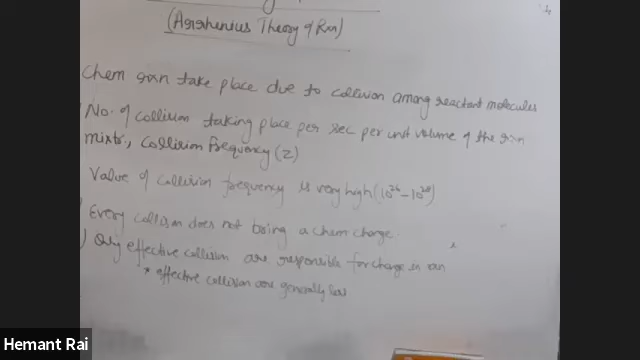 (Arrhenius Theory of Rxn)
Chem rxn take place due to collision among reactant molecules
No. of collision taking place per sec per unit volume of the rxn
mixtr., collision frequency (Z)
Value of collision frequency is very high (10²⁶ – 10²⁸)
Every collision does not bring a chem change.
) Only effective collision are responsible for change in rxn
* effective collision are generally less
Hemant Rai